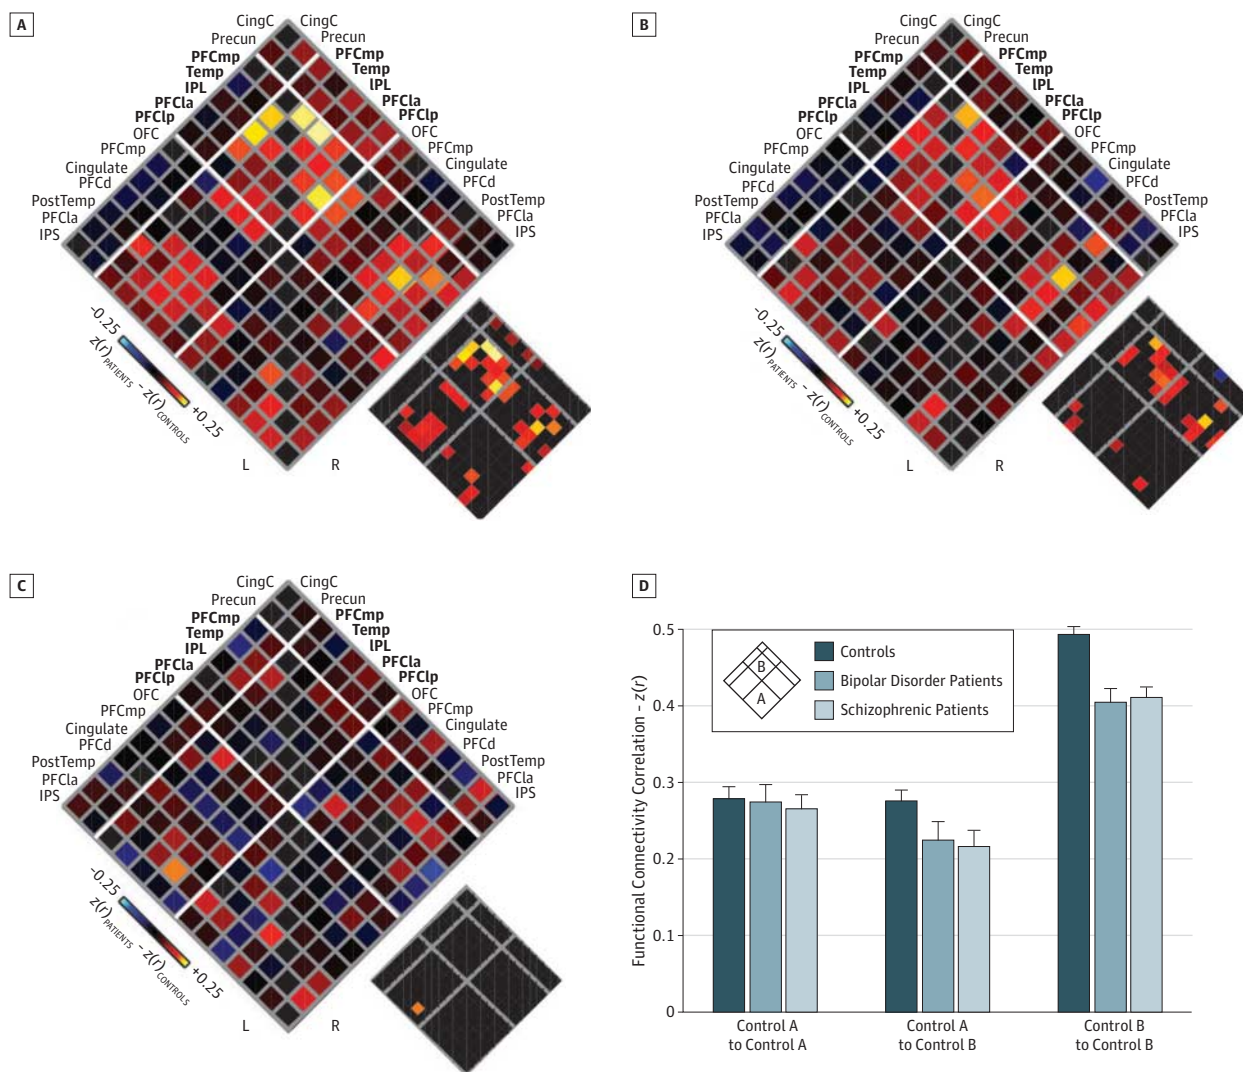 A
CingC CingC
Precun Precun
PFCmp PFCmp
Temp Temp
IPL IPL
PFCla PFCla
PFClp PFClp
OFC OFC
PFCmp PFCmp
Cingulate Cingulate
PFCd PFCd
PostTemp PostTemp
PFCla PFCla
IPS IPS
-0.25
z(r)PATIENTS - z(r)CONTROLS
+0.25
L R
B
CingC CingC
Precun Precun
PFCmp PFCmp
Temp Temp
IPL IPL
PFCla PFCla
PFClp PFClp
OFC OFC
PFCmp PFCmp
Cingulate Cingulate
PFCd PFCd
PostTemp PostTemp
PFCla PFCla
IPS IPS
-0.25
z(r)PATIENTS - z(r)CONTROLS
+0.25
L R
C
CingC CingC
Precun Precun
PFCmp PFCmp
Temp Temp
IPL IPL
PFCla PFCla
PFClp PFClp
OFC OFC
PFCmp PFCmp
Cingulate Cingulate
PFCd PFCd
PostTemp PostTemp
PFCla PFCla
IPS IPS
-0.25
z(r)PATIENTS - z(r)CONTROLS
+0.25
L R
D
Functional Connectivity Correlation - z(r)
0.5
0.4
0.3
0.2
0.1
0
B
A
Controls
Bipolar Disorder Patients
Schizophrenic Patients
Control A
to Control A
Control A
to Control B
Control B
to Control B